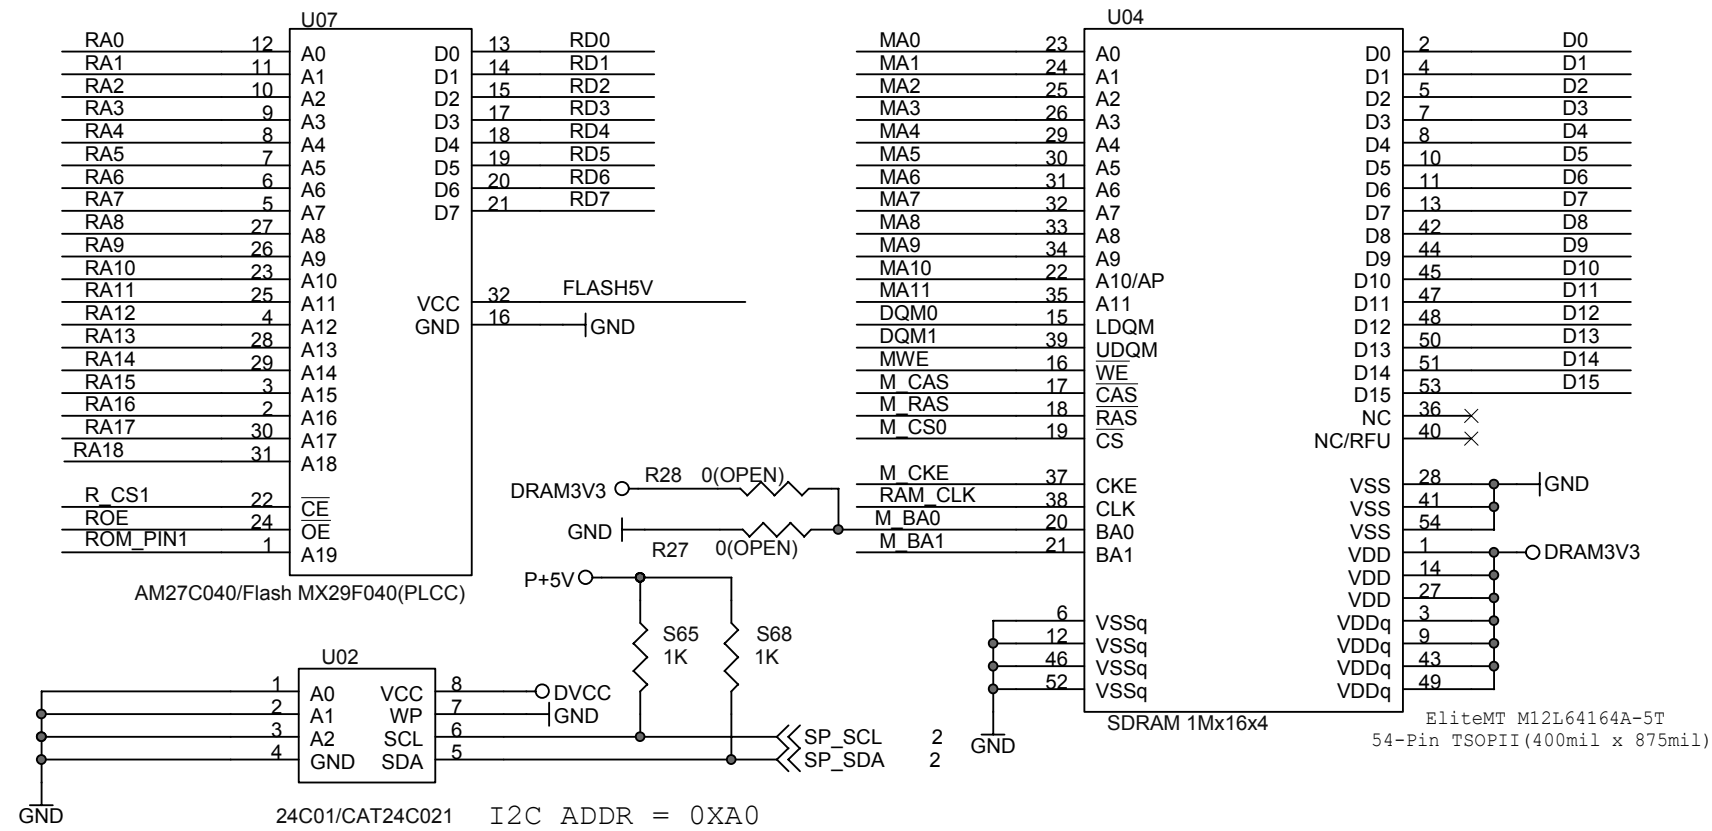 U07
RA0 12 A0 D0 13 RD0
RA1 11 A1 D1 14 RD1
RA2 10 A2 D2 15 RD2
RA3 9 A3 D3 17 RD3
RA4 8 A4 D4 18 RD4
RA5 7 A5 D5 19 RD5
RA6 6 A6 D6 20 RD6
RA7 5 A7 D7 21 RD7
RA8 27 A8
RA9 26 A9
RA10 23 A10
RA11 25 A11 VCC 32 FLASH5V
RA12 4 A12 GND 16 GND
RA13 28 A13
RA14 29 A14
RA15 3 A15
RA16 2 A16
RA17 30 A17
RA18 31 A18
R_CS1 22 CE
ROE 24 OE
ROM_PIN1 1 A19
AM27C040/Flash MX29F040(PLCC)
U04
MA0 23 A0 D0 2 D0
MA1 24 A1 D1 4 D1
MA2 25 A2 D2 5 D2
MA3 26 A3 D3 7 D3
MA4 29 A4 D4 8 D4
MA5 30 A5 D5 10 D5
MA6 31 A6 D6 11 D6
MA7 32 A7 D7 13 D7
MA8 33 A8 D8 42 D8
MA9 34 A9 D9 44 D9
MA10 22 A10/AP D10 45 D10
MA11 35 A11 D11 47 D11
DQM0 15 LDQM D12 48 D12
DQM1 39 UDQM D13 50 D13
MWE 16 WE D14 51 D14
M_CAS 17 CAS D15 53 D15
M_RAS 18 RAS NC 36
M_CS0 19 CS NC/RFU 40
DRAM3V3 R28 0(OPEN) M_CKE 37 CKE VSS 28 GND
RAM_CLK 38 CLK VSS 41
GND R27 0(OPEN) M_BA0 20 BA0 VSS 54
M_BA1 21 BA1 VDD 1 DRAM3V3
VDD 14
VDD 27
6 VSSq VDDq 3
12 VSSq VDDq 9
46 VSSq VDDq 43
52 VSSq VDDq 49
GND
SDRAM 1Mx16x4
EliteMT M12L64164A-5T
54-Pin TSOPII(400mil x 875mil)
P+5V
S65 S68
1K 1K
U02
1 A0 VCC 8 DVCC
2 A1 WP 7 GND
3 A2 SCL 6 SP_SCL 2
4 GND SDA 5 SP_SDA 2
GND
24C01/CAT24C021 I2C ADDR = 0XA0